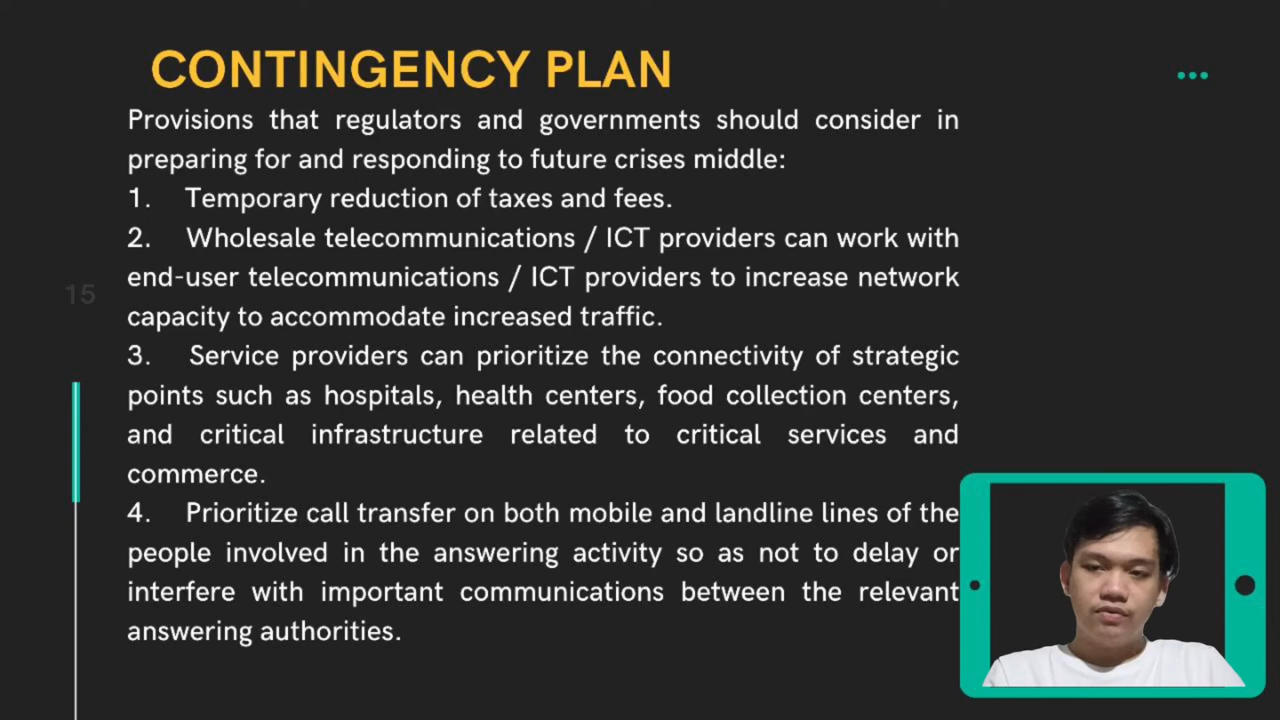 CONTINGENCY PLAN
Provisions that regulators and governments should consider in
preparing for and responding to future crises middle:
1. Temporary reduction of taxes and fees.
2. Wholesale telecommunications / ICT providers can work with
end-user telecommunications / ICT providers to increase network
15
capacity to accommodate increased traffic.
3. Service providers can prioritize the connectivity of strategic
points such as hospitals, health centers, food collection centers,
and critical infrastructure related to critical services and
commerce.
4. Prioritize call transfer on both mobile and landline lines of the
people involved in the answering activity so as not to delay or
interfere with important communications between the relevant
answering authorities.